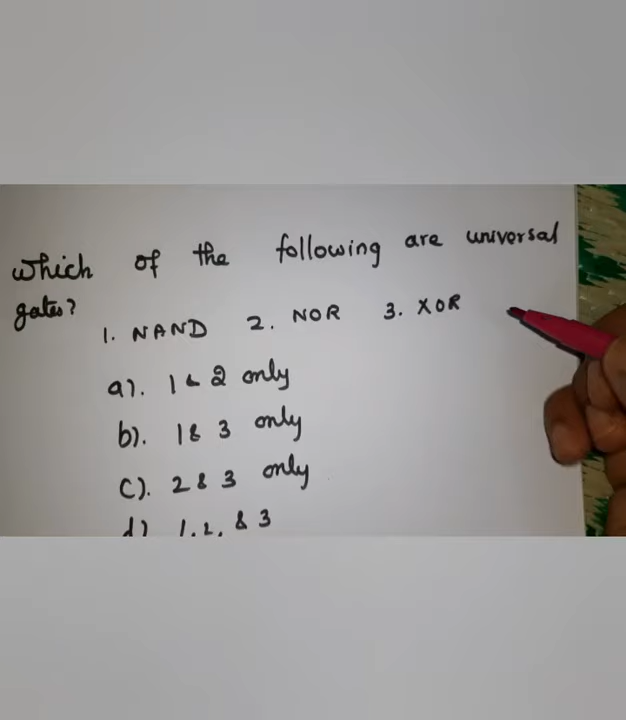 which of the following are universal
gates?
1. NAND 2. NOR 3. XOR
a). 1 & 2 only
b). 1 & 3 only
c). 2 & 3 only
d) 1, 2, & 3